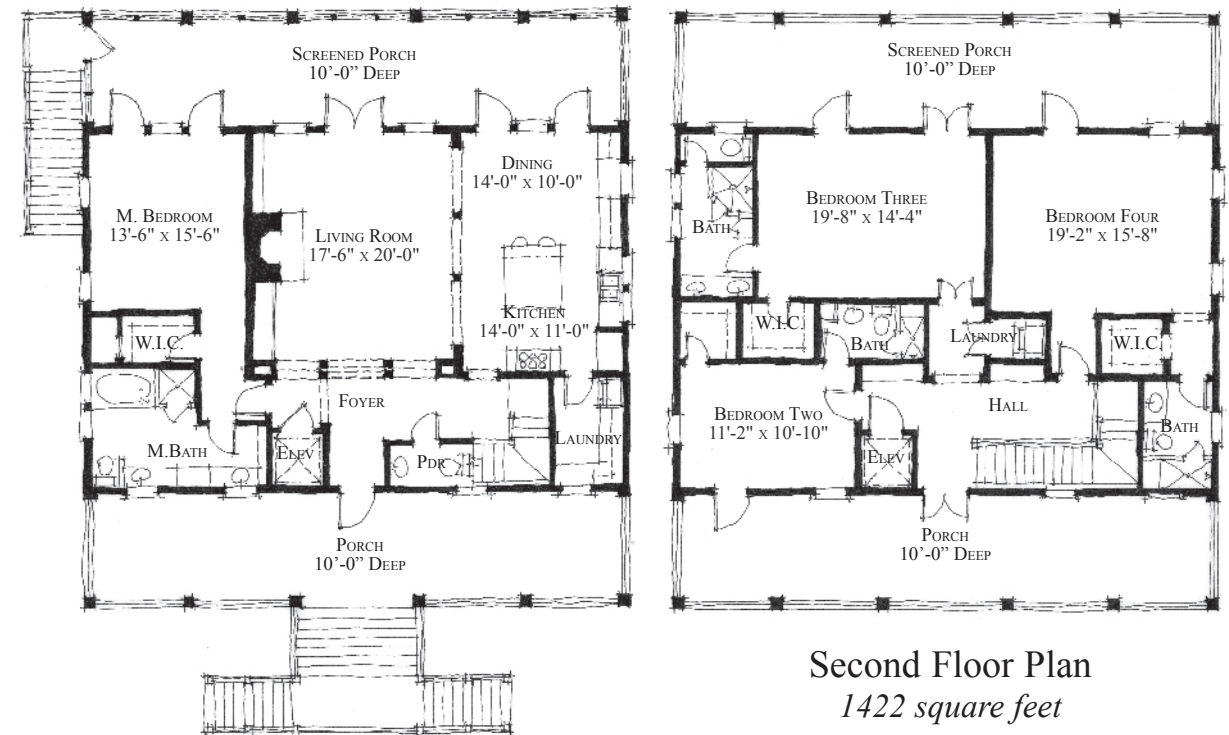 Screened Porch
10'-0" Deep
Dining
14'-0" x 10'-0"
M. Bedroom
13'-6" x 15'-6"
Living Room
17'-6" x 20'-0"
Kitchen
14'-0" x 11'-0"
W.I.C.
Foyer
M.Bath
Elev
Pdr
Laundry
Porch
10'-0" Deep
Screened Porch
10'-0" Deep
Bedroom Three
19'-8" x 14'-4"
Bedroom Four
19'-2" x 15'-8"
Bath
W.I.C.
Bath
Laundry
W.I.C.
Bedroom Two
11'-2" x 10'-10"
Hall
Bath
Elev
Porch
10'-0" Deep
Second Floor Plan
1422 square feet